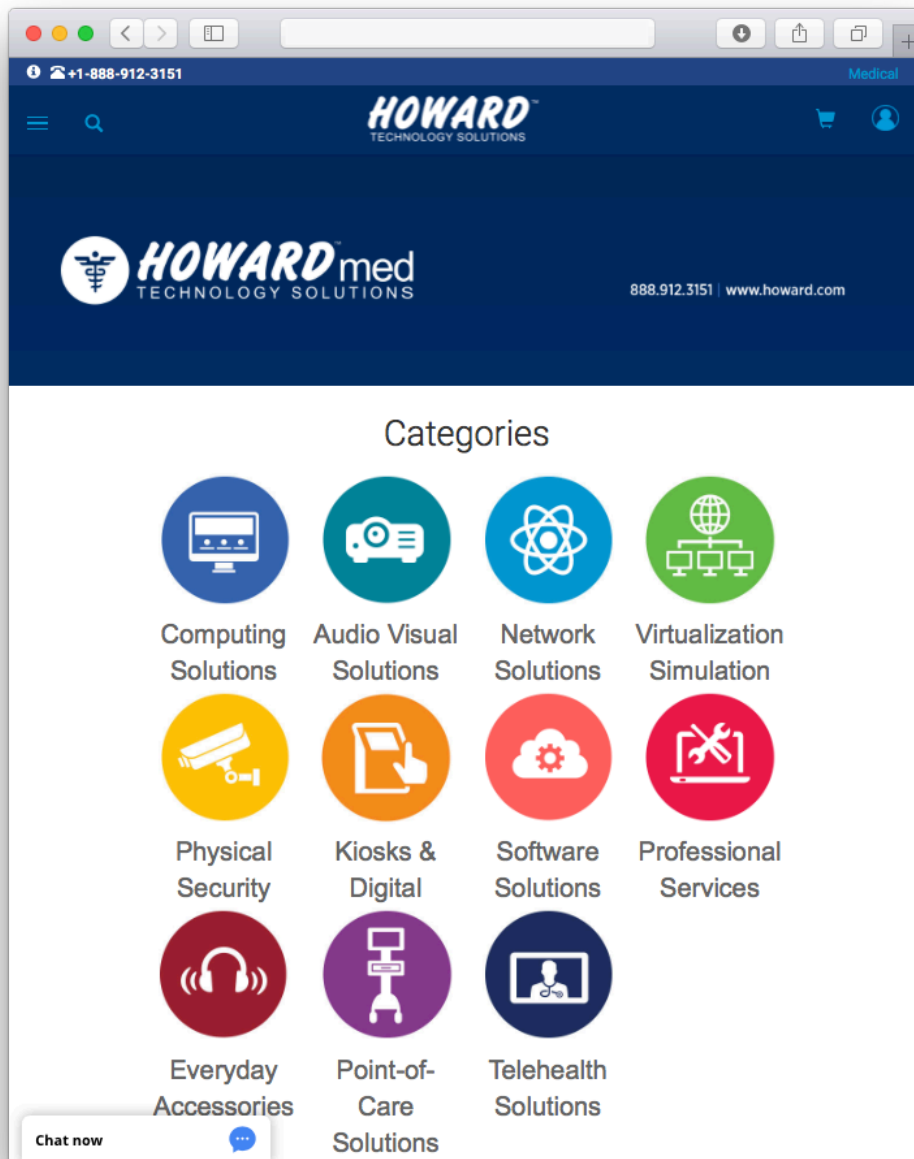 +1-888-912-3151
Medical
HOWARD™
TECHNOLOGY SOLUTIONS
HOWARD™ med
TECHNOLOGY SOLUTIONS
888.912.3151 | www.howard.com
Categories
Computing Solutions
Audio Visual Solutions
Network Solutions
Virtualization Simulation
Physical Security
Kiosks & Digital
Software Solutions
Professional Services
Everyday Accessories
Point-of-Care Solutions
Telehealth Solutions
Chat now